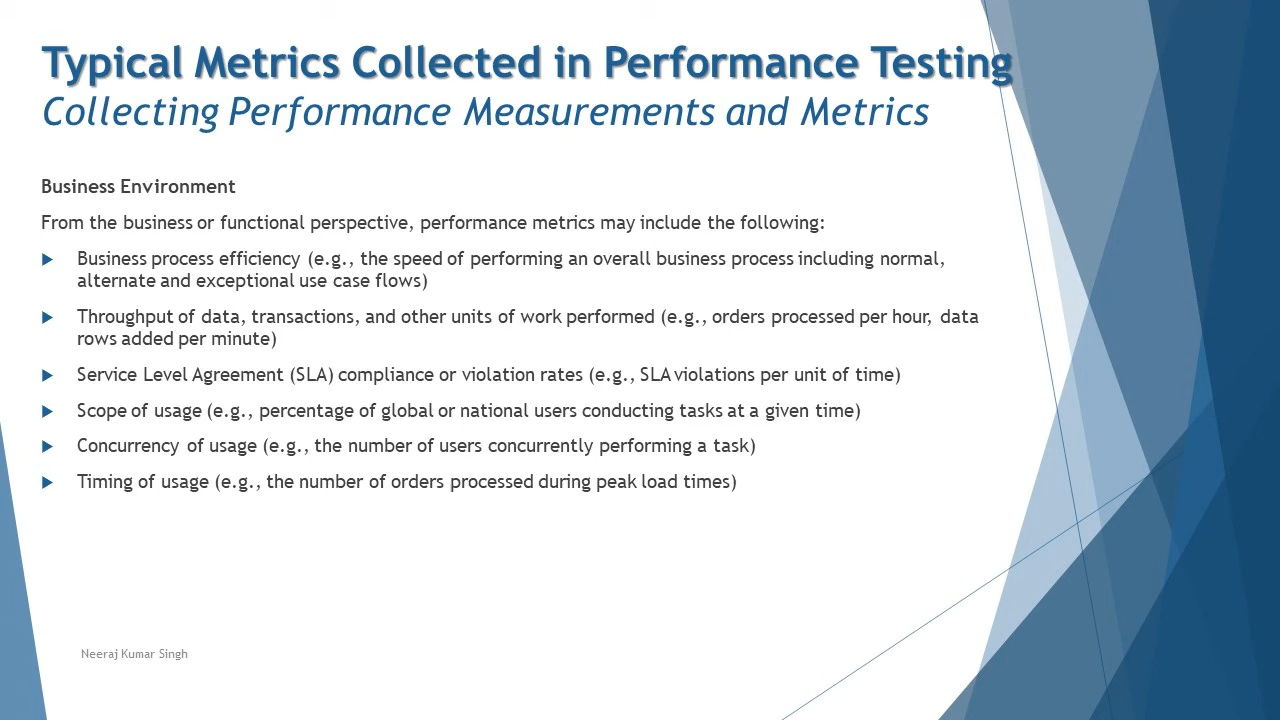 Typical Metrics Collected in Performance Testing
Collecting Performance Measurements and Metrics
Business Environment
From the business or functional perspective, performance metrics may include the following:
Business process efficiency (e.g., the speed of performing an overall business process including normal,
alternate and exceptional use case flows)
Throughput of data, transactions, and other units of work performed (e.g., orders processed per hour, data
rows added per minute)
Service Level Agreement (SLA) compliance or violation rates (e.g., SLA violations per unit of time)
Scope of usage (e.g., percentage of global or national users conducting tasks at a given time)
Concurrency of usage (e.g., the number of users concurrently performing a task)
Timing of usage (e.g., the number of orders processed during peak load times)
Neeraj Kumar Singh